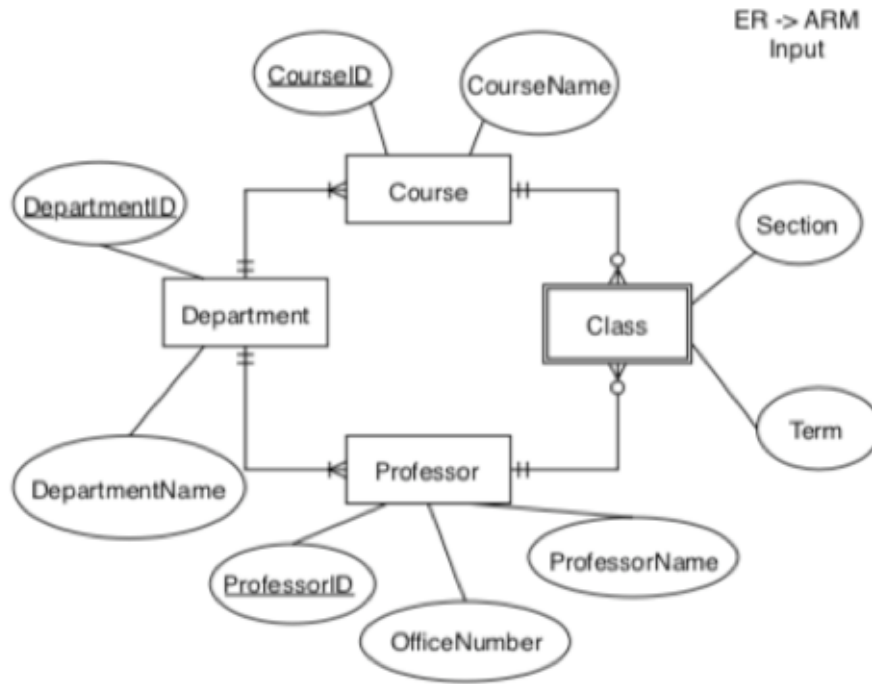 ER -> ARM
Input
CourseID
CourseName
Course
DepartmentID
Section
Department
Class
Term
Professor
DepartmentName
ProfessorName
ProfessorID
OfficeNumber